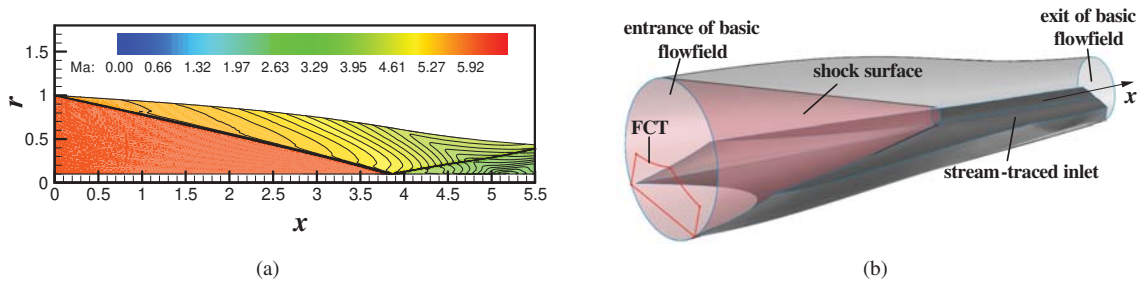 1.5
1
0.5
0
r
Ma: 0.00 0.66 1.32 1.97 2.63 3.29 3.95 4.61 5.27 5.92
0 0.5 1 1.5 2 2.5 3 3.5 4 4.5 5 5.5
x
(a)
entrance of basic
flowfield
exit of basic
flowfield
shock surface
x
FCT
stream-traced inlet
(b)